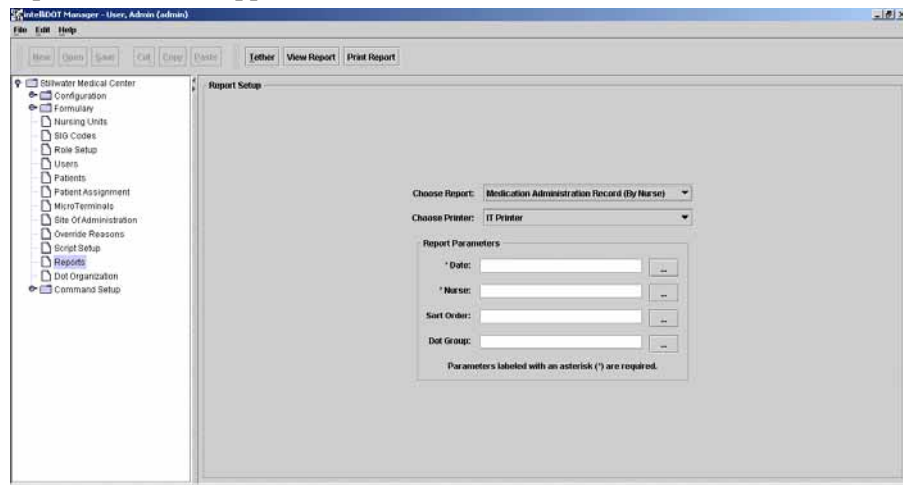 intelliDOT Manager - User, Admin (admin)
File Edit Help
New Open Save Cut Copy Paste Tether View Report Print Report
Stillwater Medical Center
Configuration
Formulary
Nursing Units
SIG Codes
Role Setup
Users
Patients
Patient Assignment
MicroTerminals
Site Of Administration
Override Reasons
Script Setup
Reports
Dot Organization
Command Setup
Report Setup
Choose Report: Medication Administration Record (By Nurse)
Choose Printer: IT Printer
Report Parameters
* Date: ...
* Nurse: ...
Sort Order: ...
Dot Group: ...
Parameters labeled with an asterisk (*) are required.